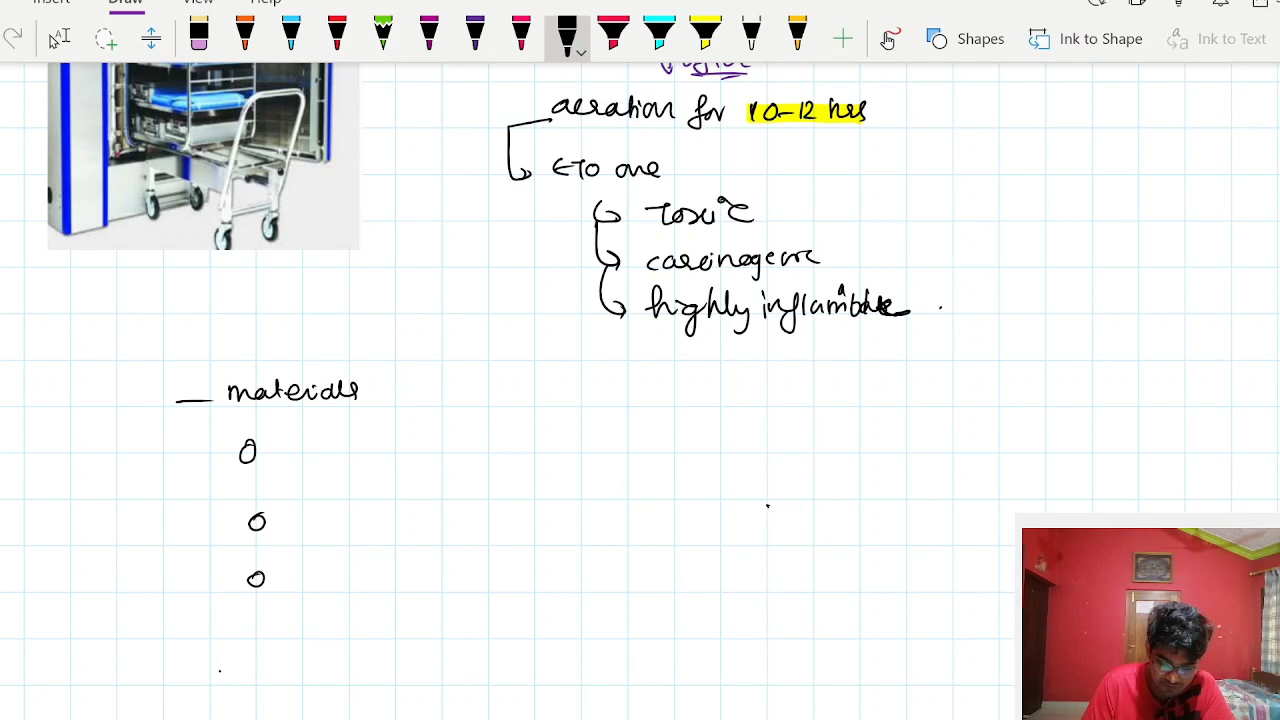 Insert Draw View Help
Shapes Ink to Shape Ink to Text
aeration for 10-12 hrs
ETO are
Toxic
carcinogenic
highly inflamable
materials